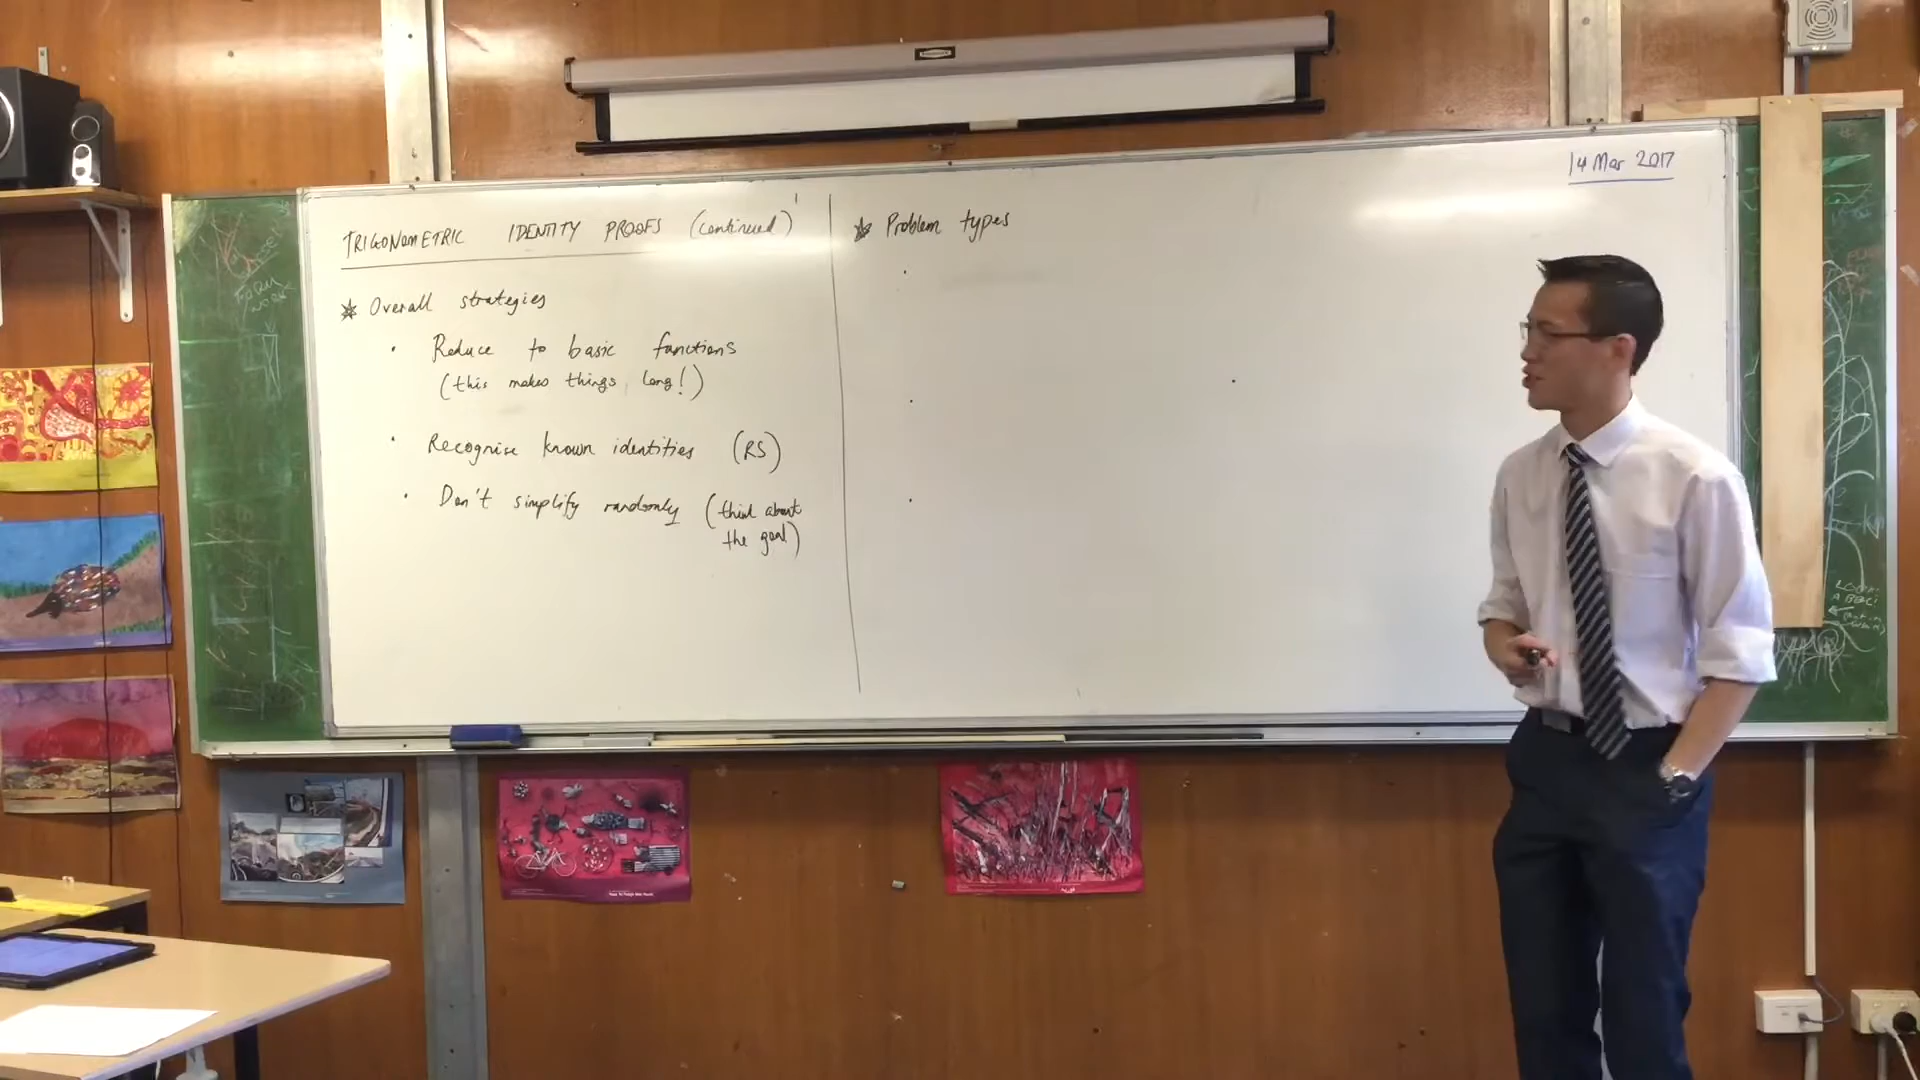 14 Mar 2017
TRIGONOMETRIC IDENTITY PROOFS (continued)
Overall strategies
• Reduce to basic functions
(this makes things long!)
• Recognise known identities (RS)
• Don't simplify randomly (think about
the goal)
Problem types